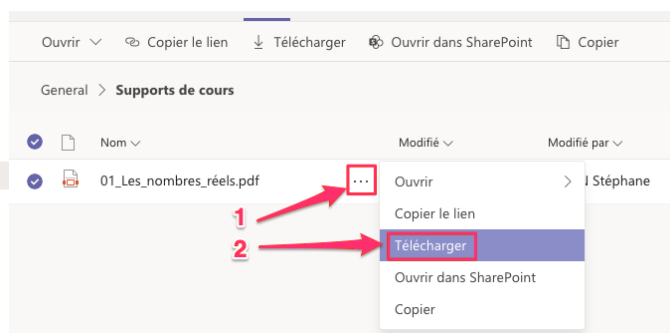 Ouvrir Copier le lien Télécharger Ouvrir dans SharePoint Copier
General > Supports de cours
Nom Modifié Modifié par
01_Les_nombres_réels.pdf ... Ouvrir > Stéphane
1
Copier le lien
2 Télécharger
Ouvrir dans SharePoint
Copier